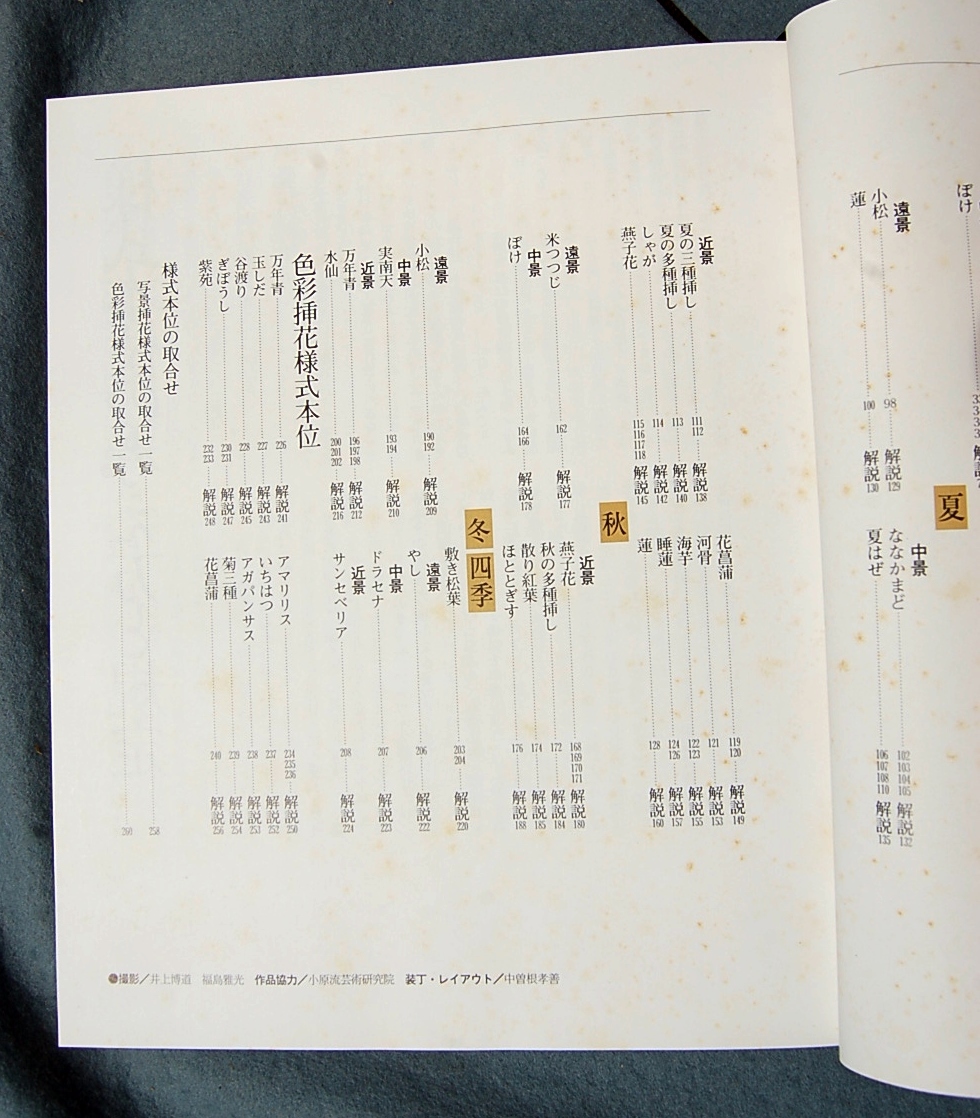 ぼけ
夏
遠景
小松 98 解説 129
蓮 100 解説 130
中景
ななかまど 102 103 104 105 解説 132
夏はぜ 106 107 108 110 解説 135
近景
夏の三種挿し 111 112 解説 138
夏の多種挿し 113 解説 140
しゃが 114 解説 142
燕子花 115 116 117 118 解説 145
花菖蒲 119 120 解説 149
河骨 121 解説 153
海芋 122 123 解説 155
睡蓮 124 126 解説 157
蓮 128 解説 160
秋
遠景
米つつじ 162 解説 177
中景
ぼけ 164 166 解説 178
近景
燕子花 168 169 170 171 解説 180
秋の多種挿し 172 解説 184
散り紅葉 174 解説 185
ほととぎす 176 解説 188
冬
遠景
小松 190 192 解説 209
中景
実南天 193 194 解説 210
近景
万年青 196 197 198 解説 212
水仙 200 201 202 解説 216
敷き松葉 203 204 解説 220
四季
遠景
やし 206 解説 222
中景
ドラセナ 207 解説 223
近景
サンセベリア 208 解説 224
色彩挿花様式本位
万年青 226 解説 241
玉しだ 227 解説 243
谷渡り 228 解説 245
ぎぼうし 230 231 解説 247
紫苑 232 233 解説 248
アマリリス 234 235 236 解説 250
いちはつ 237 解説 252
アガパンサス 238 解説 253
菊三種 239 解説 254
花菖蒲 240 解説 256
様式本位の取合せ
写景挿花様式本位の取合せ一覧 258
色彩挿花様式本位の取合せ一覧 260
●撮影/井上博道 福島雅光 作品協力/小原流芸術研究院 装丁・レイアウト/中曽根孝善